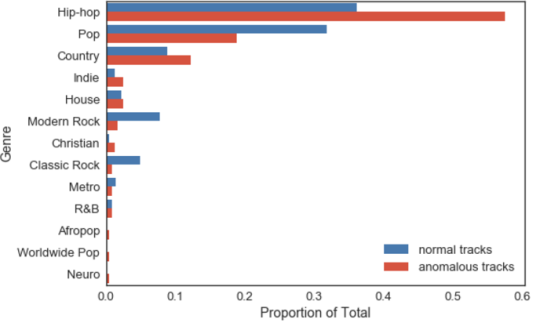 Genre
Hip-hop
Pop
Country
Indie
House
Modern Rock
Christian
Classic Rock
Metro
R&B
Afropop
Worldwide Pop
Neuro
normal tracks
anomalous tracks
0.0 0.1 0.2 0.3 0.4 0.5 0.6
Proportion of Total